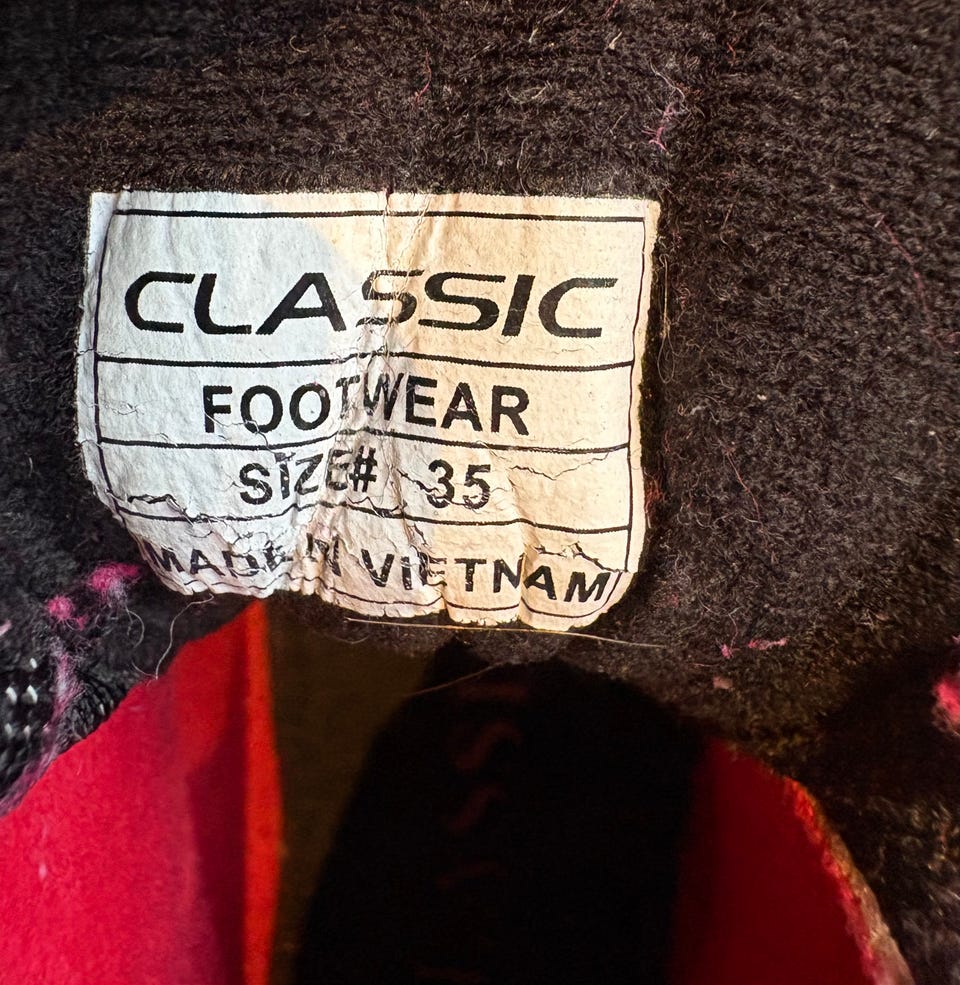 CLASSIC
FOOTWEAR
SIZE# 35
MADE IN VIETNAM